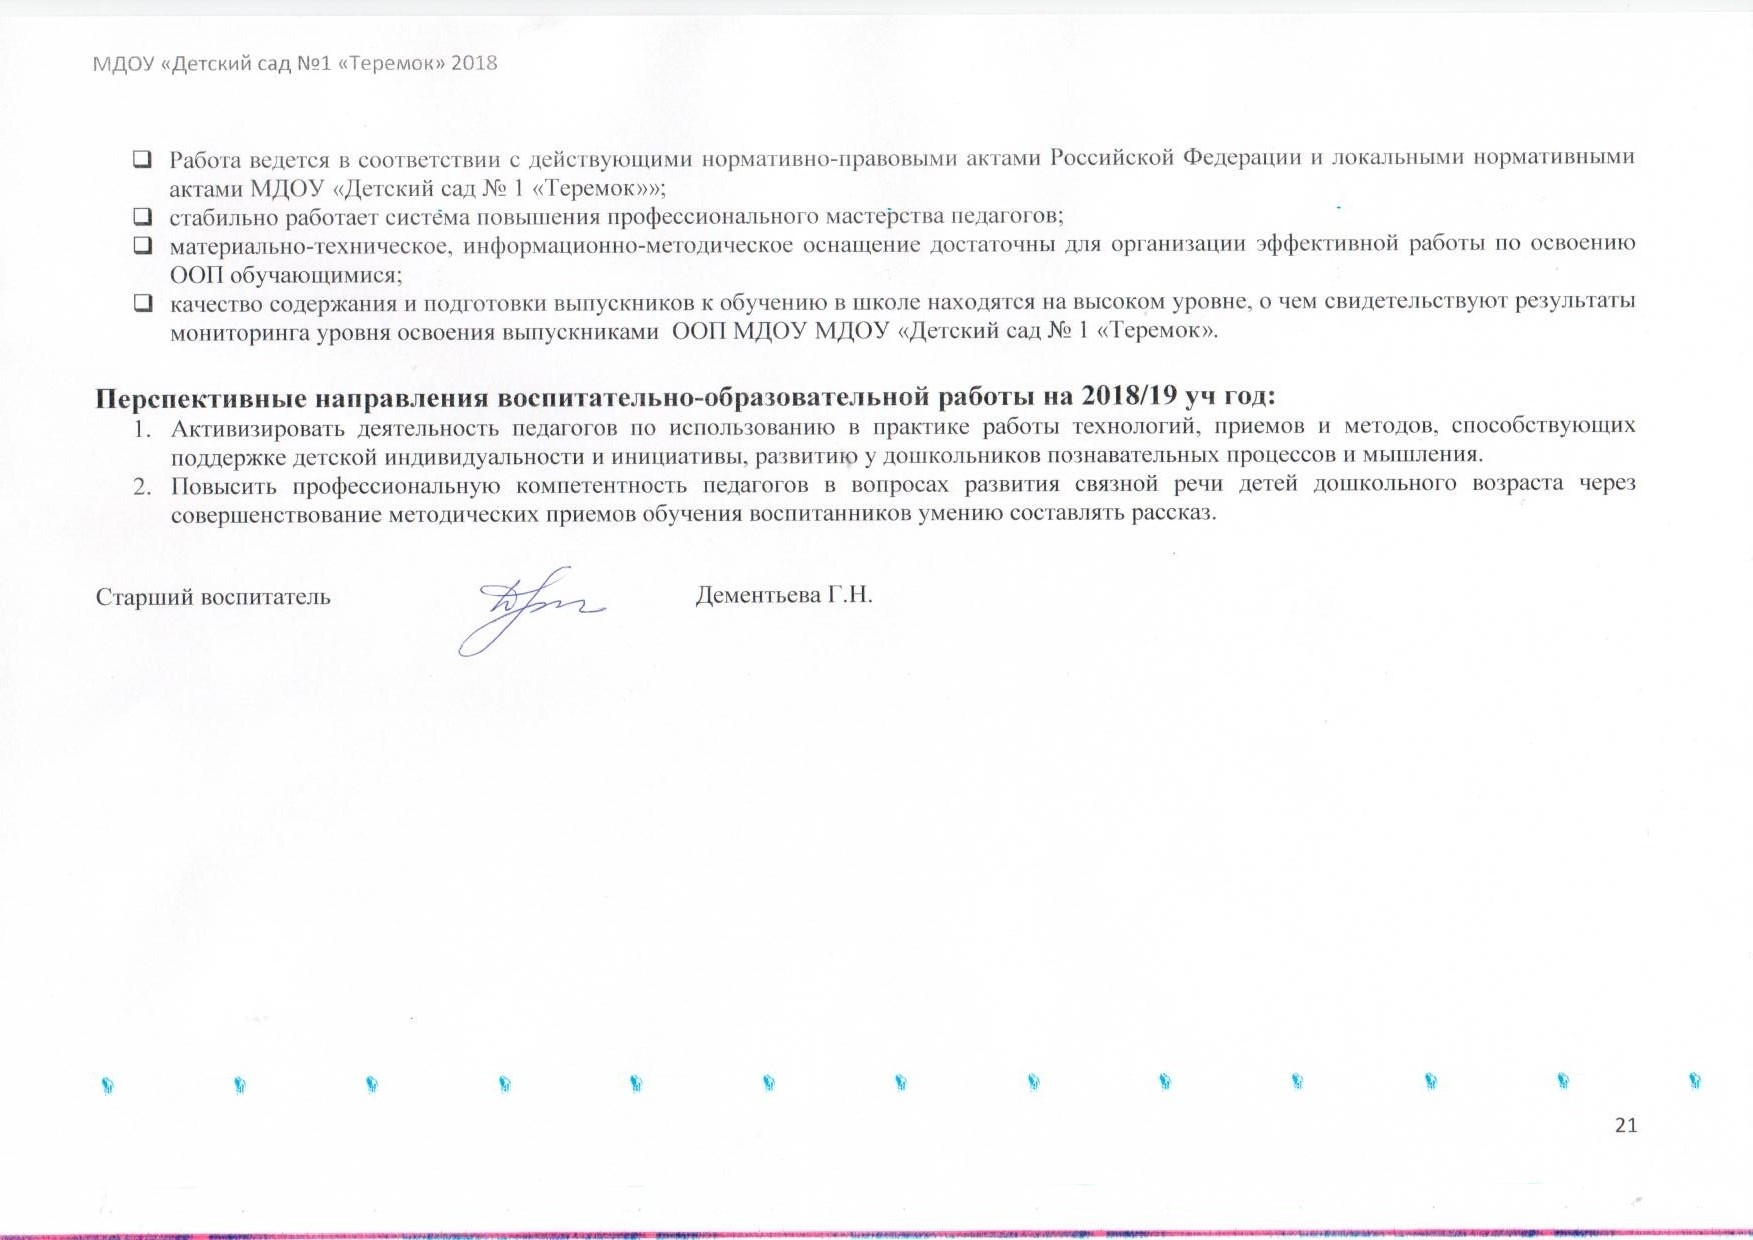 МДОУ «Детский сад №1 «Теремок» 2018
❑ Работа ведется в соответствии с действующими нормативно-правовыми актами Российской Федерации и локальными нормативными
актами МДОУ «Детский сад № 1 «Теремок»»;
❑ стабильно работает система повышения профессионального мастерства педагогов;
❑ материально-техническое, информационно-методическое оснащение достаточны для организации эффективной работы по освоению
ООП обучающимися;
❑ качество содержания и подготовки выпускников к обучению в школе находятся на высоком уровне, о чем свидетельствуют результаты
мониторинга уровня освоения выпускниками ООП МДОУ МДОУ «Детский сад № 1 «Теремок».
Перспективные направления воспитательно-образовательной работы на 2018/19 уч год:
1. Активизировать деятельность педагогов по использованию в практике работы технологий, приемов и методов, способствующих
поддержке детской индивидуальности и инициативы, развитию у дошкольников познавательных процессов и мышления.
2. Повысить профессиональную компетентность педагогов в вопросах развития связной речи детей дошкольного возраста через
совершенствование методических приемов обучения воспитанников умению составлять рассказ.
Старший воспитатель Дементьева Г.Н.
21